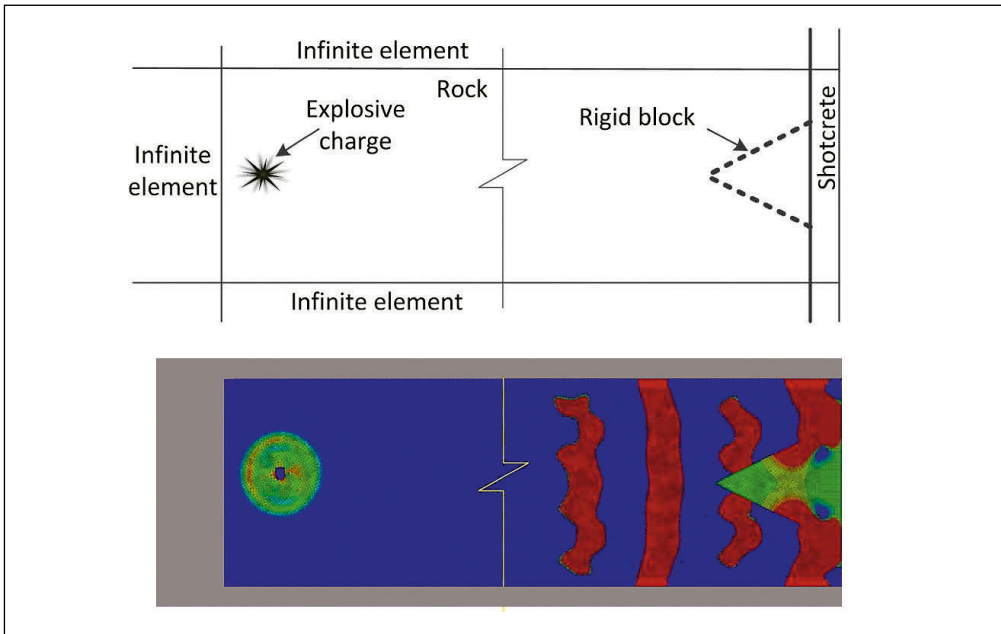 Infinite element
Rock
Explosive
charge
Rigid block
Infinite
element
Shotcrete
Infinite element